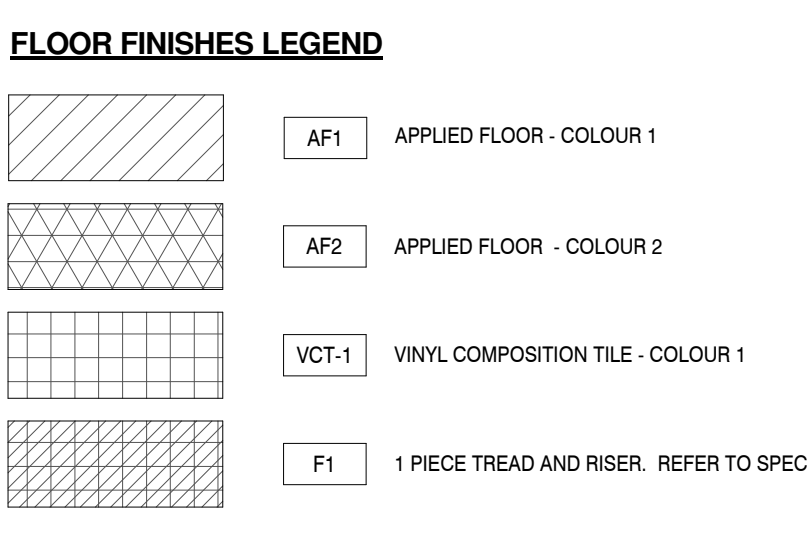 FLOOR FINISHES LEGEND
AF1 APPLIED FLOOR - COLOUR 1
AF2 APPLIED FLOOR - COLOUR 2
VCT-1 VINYL COMPOSITION TILE - COLOUR 1
F1 1 PIECE TREAD AND RISER. REFER TO SPEC